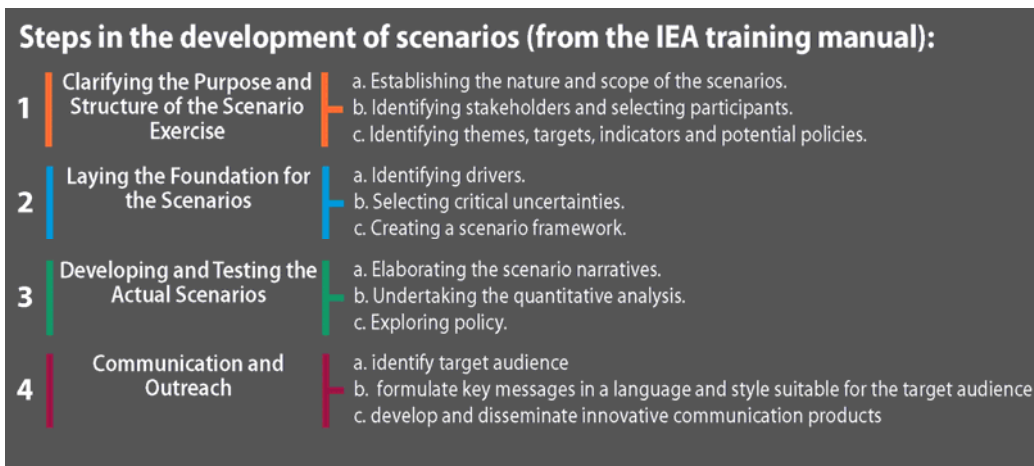 Steps in the development of scenarios (from the IEA training manual):
1
Clarifying the Purpose and
Structure of the Scenario
Exercise
a. Establishing the nature and scope of the scenarios.
b. Identifying stakeholders and selecting participants.
c. Identifying themes, targets, indicators and potential policies.
2
Laying the Foundation for
the Scenarios
a. Identifying drivers.
b. Selecting critical uncertainties.
c. Creating a scenario framework.
3
Developing and Testing the
Actual Scenarios
a. Elaborating the scenario narratives.
b. Undertaking the quantitative analysis.
c. Exploring policy.
4
Communication and
Outreach
a. identify target audience
b. formulate key messages in a language and style suitable for the target audience
c. develop and disseminate innovative communication products